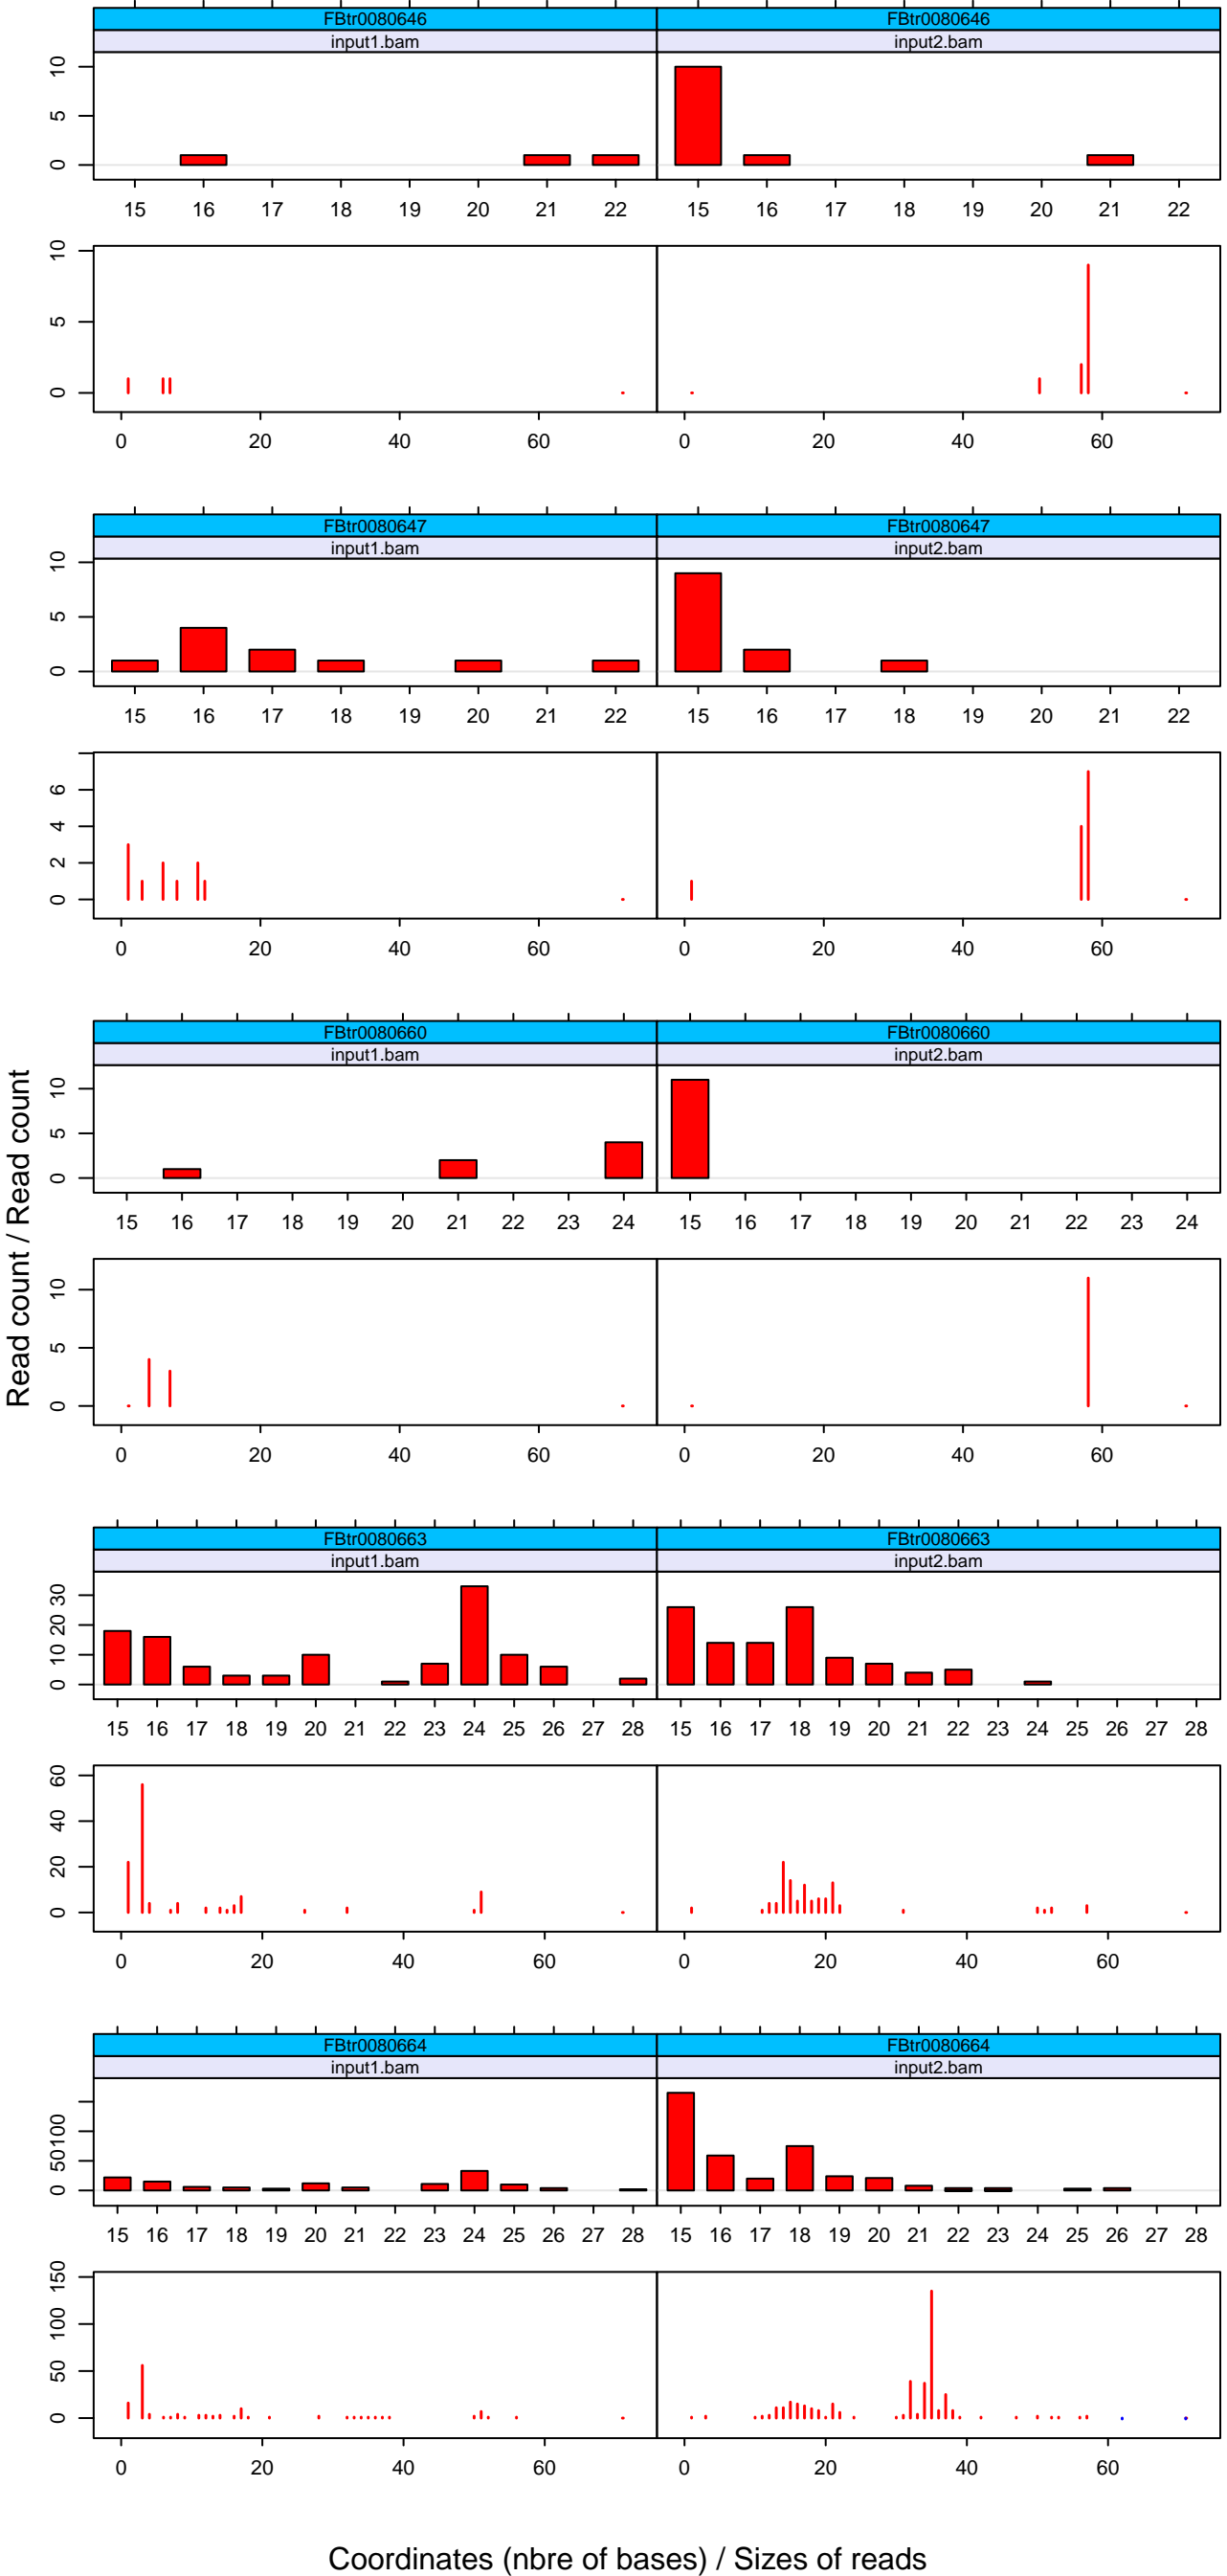 FBtr0080646 FBtr0080646
input1.bam input2.bam
10
5
0
15 16 17 18 19 20 21 22 15 16 17 18 19 20 21 22
10
5
0
0 20 40 60 0 20 40 60
FBtr0080647 FBtr0080647
input1.bam input2.bam
10
5
0
15 16 17 18 19 20 21 22 15 16 17 18 19 20 21 22
6
4
2
0
0 20 40 60 0 20 40 60
FBtr0080660 FBtr0080660
input1.bam input2.bam
10
5
0
15 16 17 18 19 20 21 22 23 24 15 16 17 18 19 20 21 22 23 24
10
5
0
0 20 40 60 0 20 40 60
Read count / Read count
FBtr0080663 FBtr0080663
input1.bam input2.bam
30
20
10
0
15 16 17 18 19 20 21 22 23 24 25 26 27 28 15 16 17 18 19 20 21 22 23 24 25 26 27 28
60
40
20
0
0 20 40 60 0 20 40 60
FBtr0080664 FBtr0080664
input1.bam input2.bam
100
50
0
15 16 17 18 19 20 21 22 23 24 25 26 27 28 15 16 17 18 19 20 21 22 23 24 25 26 27 28
150
100
50
0
0 20 40 60 0 20 40 60
Coordinates (nbre of bases) / Sizes of reads